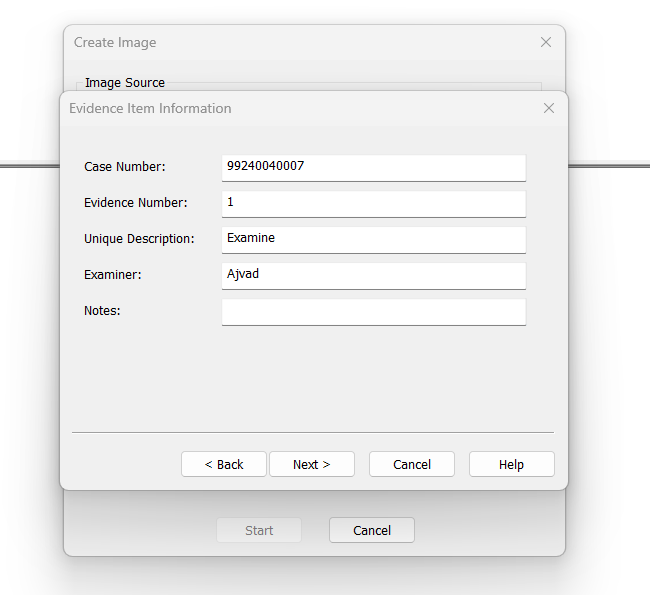 Create Image
Image Source
Evidence Item Information
Case Number: 99240040007
Evidence Number: 1
Unique Description: Examine
Examiner: Ajvad
Notes:
< Back Next > Cancel Help
Start Cancel